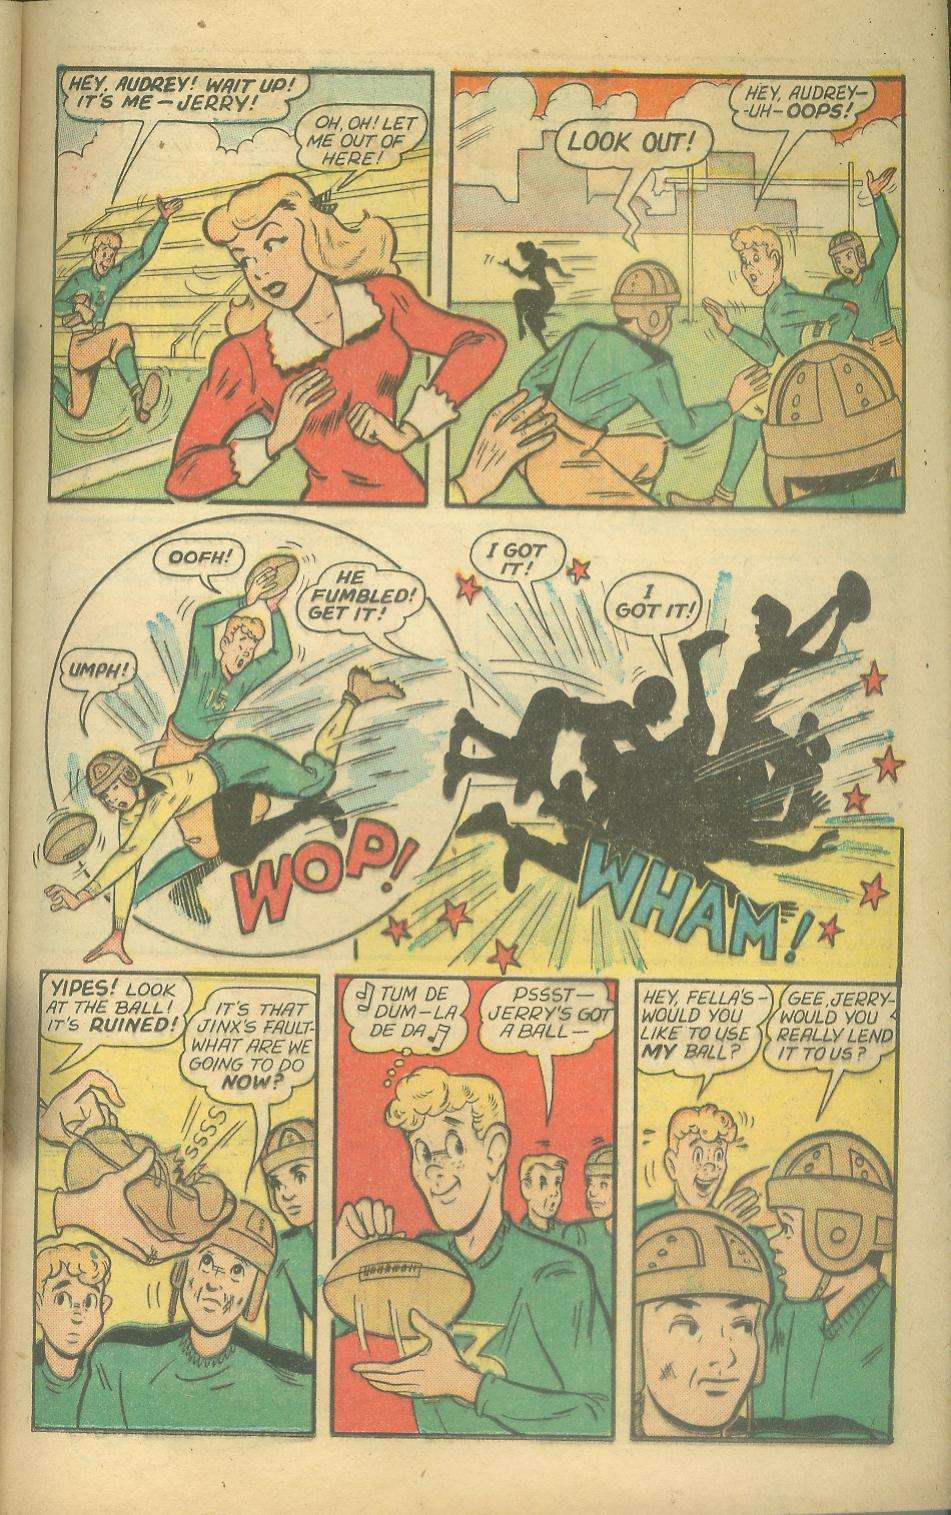 HEY, AUDREY! WAIT UP!
IT'S ME—JERRY!
OH, OH! LET
ME OUT OF
HERE!
LOOK OUT!
HEY, AUDREY—
-UH-OOPS!
OOFH!
HE
FUMBLED!
GET IT!
UMPH!
15
WOP!
I GOT
IT!
I
GOT IT!
WHAM!
YIPES! LOOK
AT THE BALL!
IT'S RUINED!
IT'S THAT
JINX'S FAULT-
WHAT ARE WE
GOING TO DO
NOW?
SSSS
♪ TUM DE
DUM-LA
DE DA ♫
PSSST—
JERRY'S GOT
A BALL—
HEY, FELLA'S-
WOULD YOU
LIKE TO USE
MY BALL?
GEE, JERRY-
WOULD YOU
REALLY LEND
IT TO US?